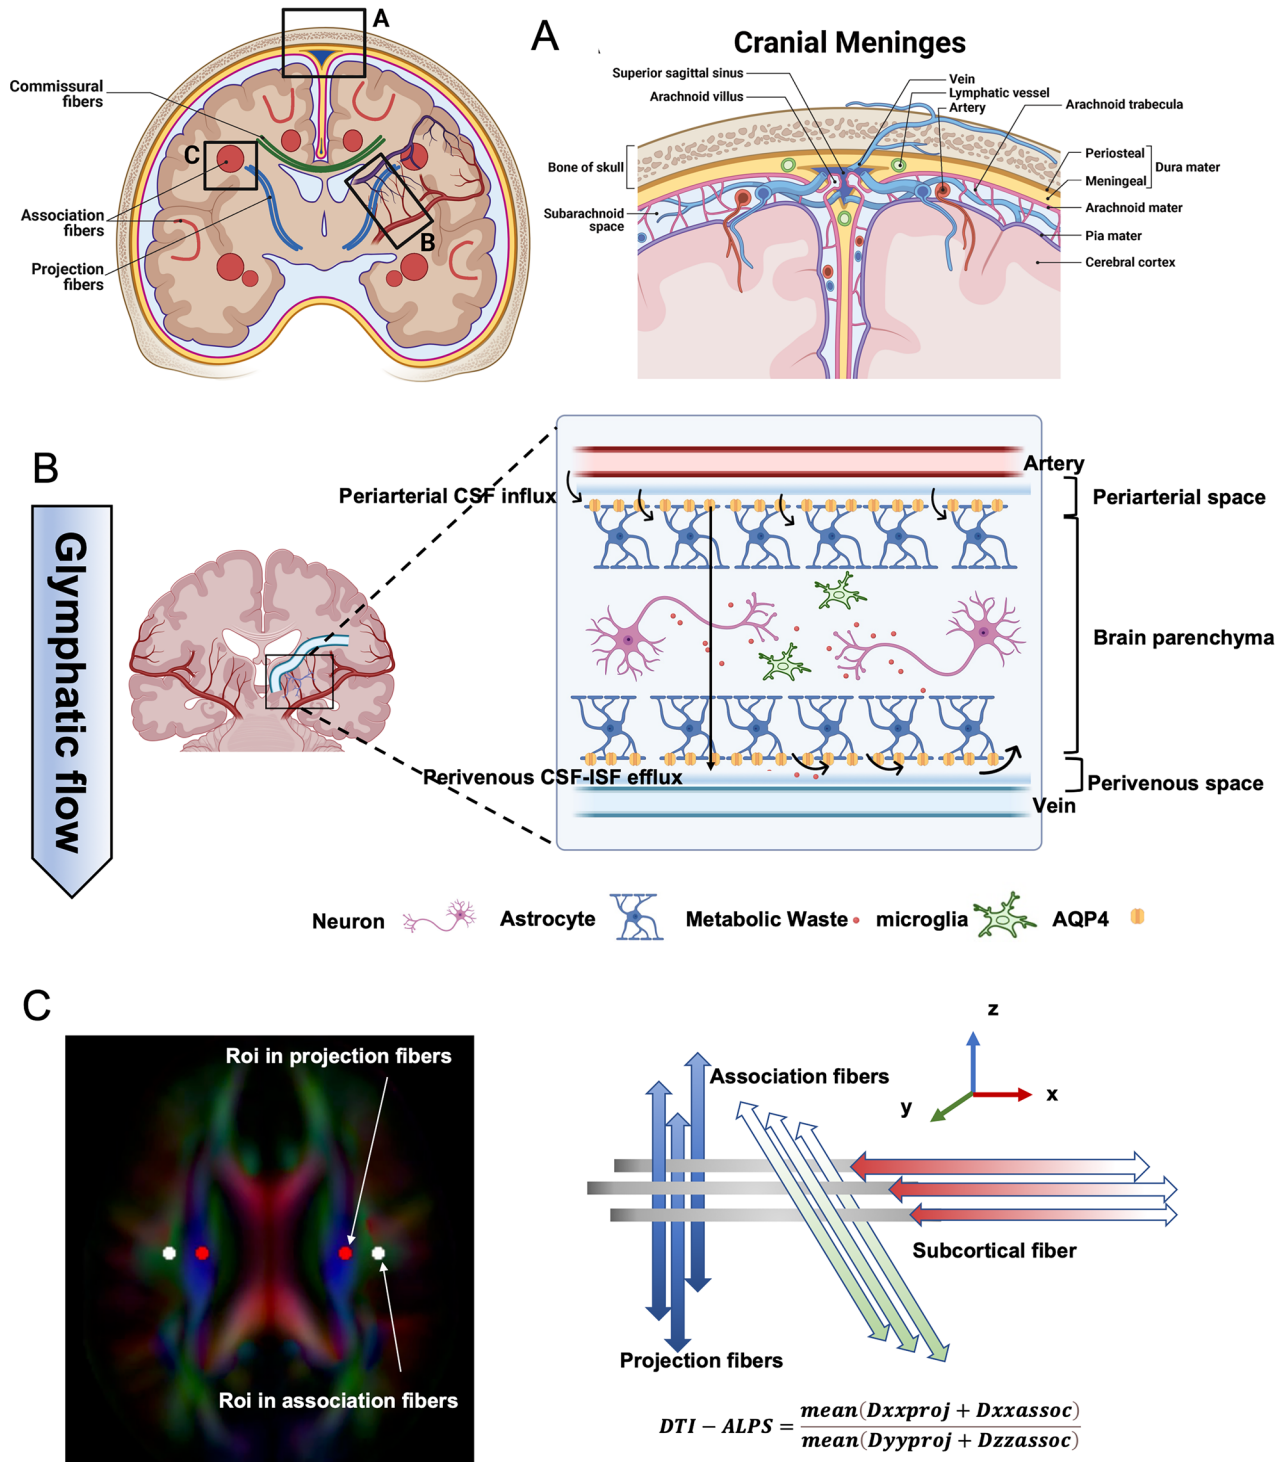 A
Commissural
fibers
C
Association
fibers
Projection
fibers
B
A
Cranial Meninges
Superior sagittal sinus
Arachnoid villus
Vein
Lymphatic vessel
Artery
Arachnoid trabecula
Bone of skull
Periosteal
Meningeal
Dura mater
Subarachnoid
space
Arachnoid mater
Pia mater
Cerebral cortex
B
Glymphatic flow
Artery
Periarterial CSF influx
Periarterial space
Brain parenchyma
Perivenous CSF-ISF efflux
Perivenous space
Vein
Neuron
Astrocyte
Metabolic Waste
microglia
AQP4
C
Roi in projection fibers
Roi in association fibers
z
x
y
Association fibers
Subcortical fiber
Projection fibers
DTI − ALPS = mean(Dxxproj + Dxxassoc)
mean(Dyyproj + Dzzassoc)